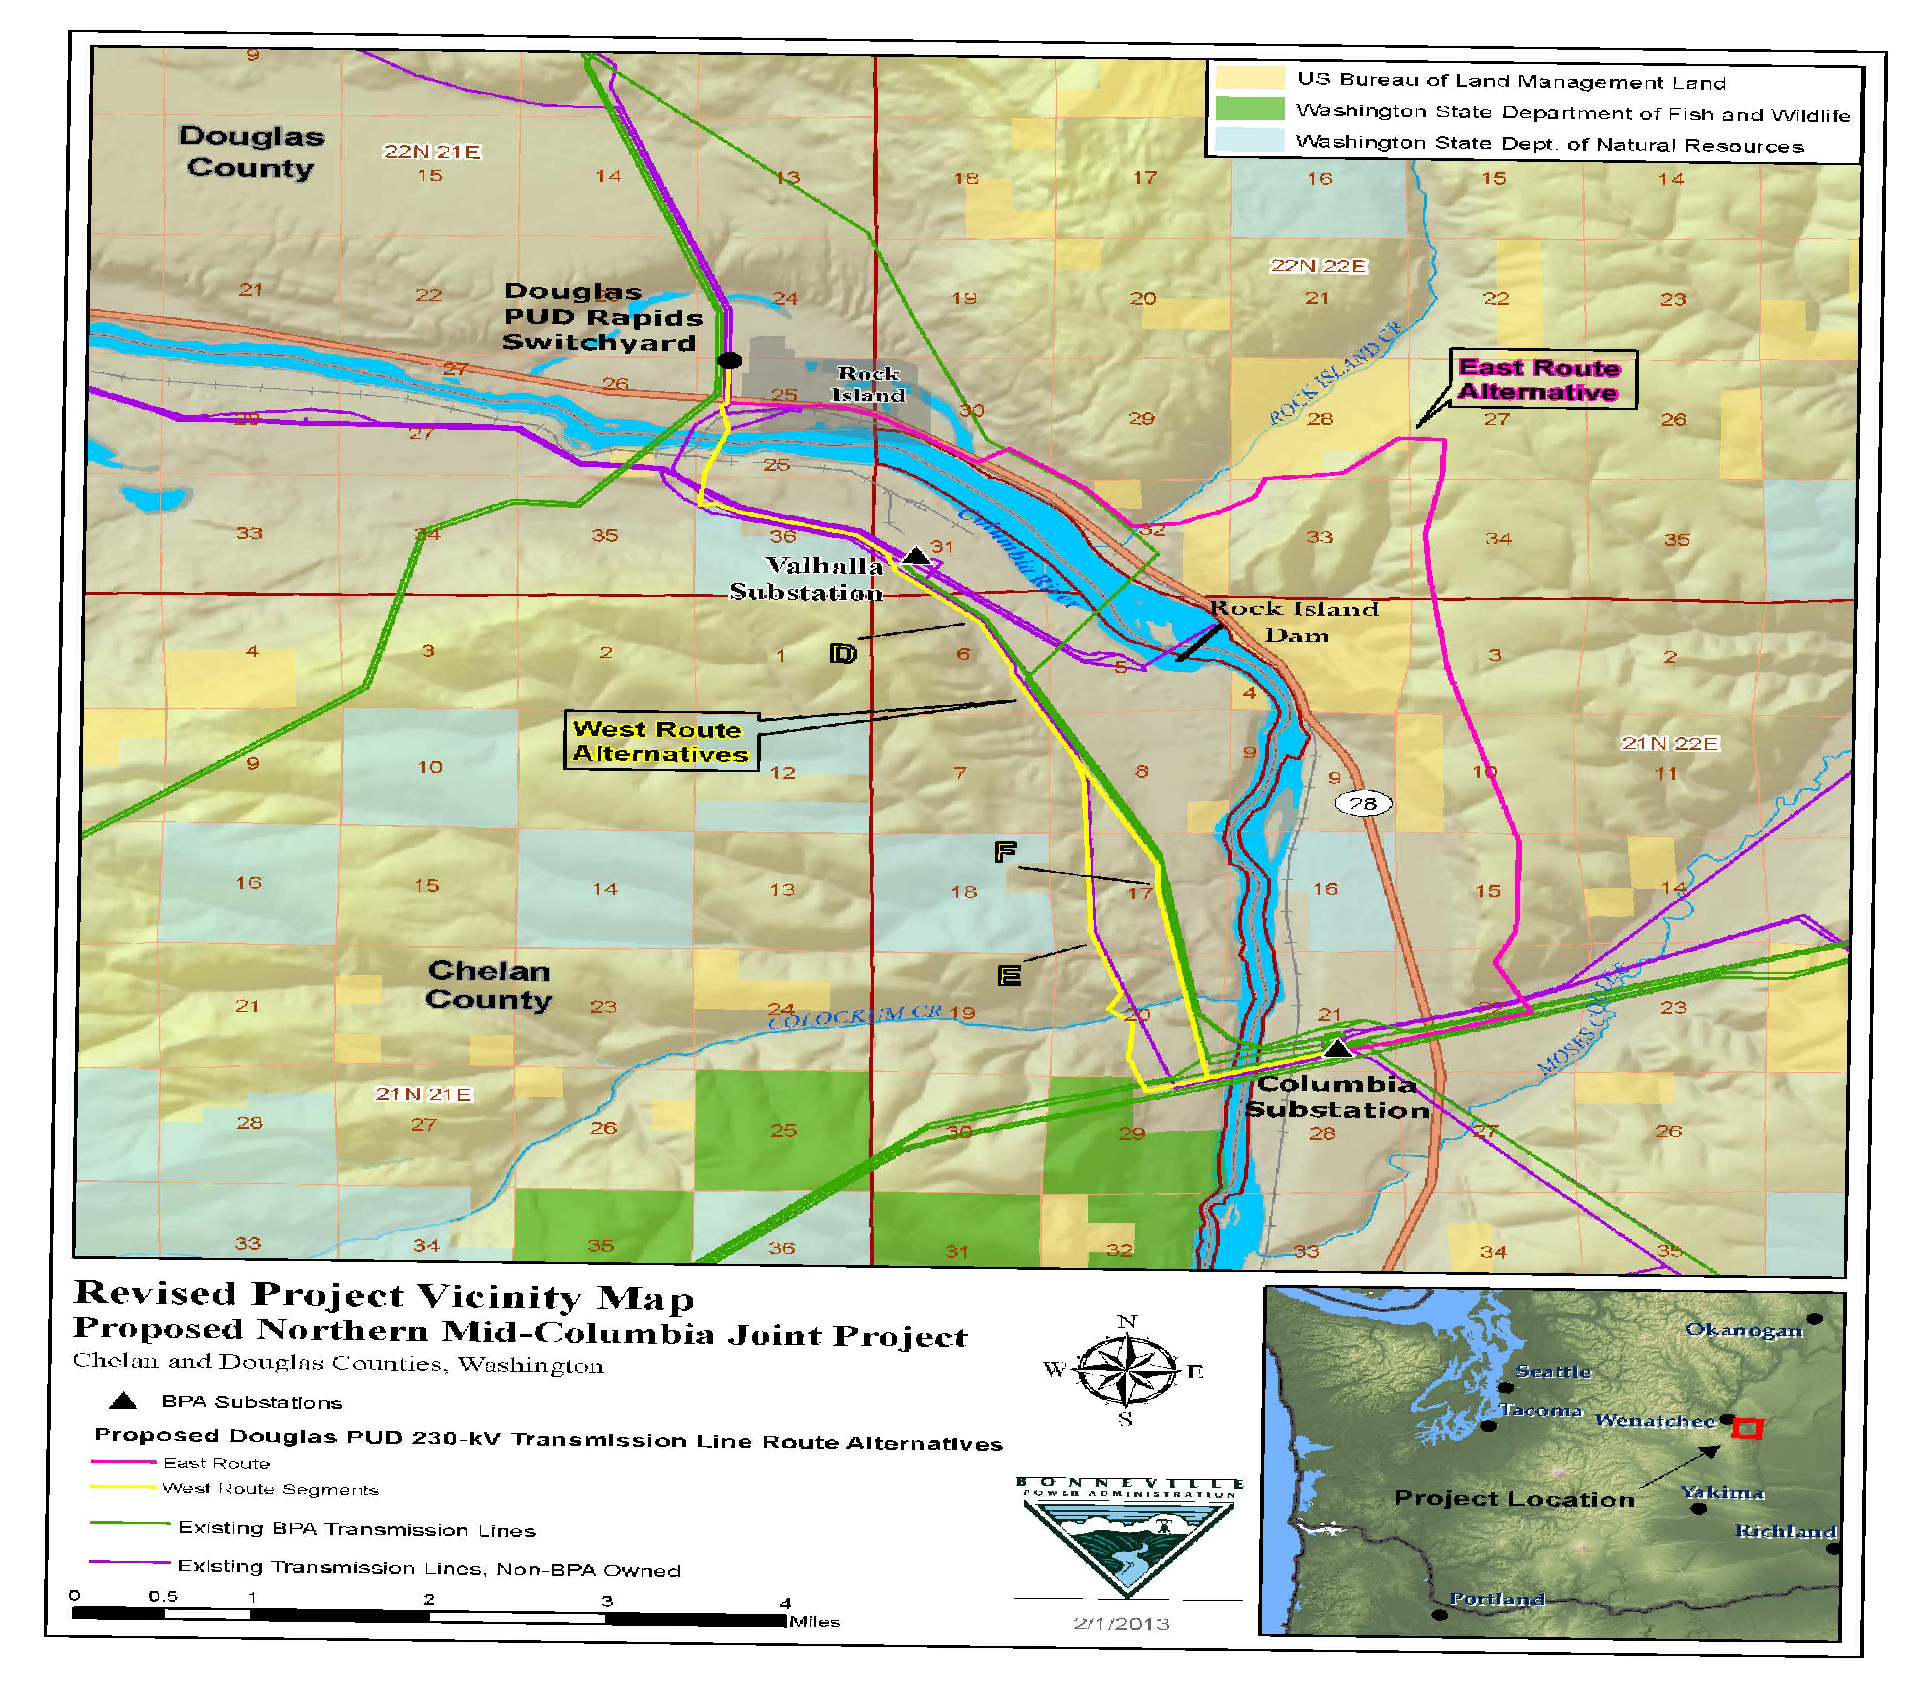 US Bureau of Land Management Land
Washington State Department of Fish and Wildlife
Washington State Dept. of Natural Resources
9
Douglas
County
22N 21E
15
14
13
18
17
16
15
14
22N 22E
21
22
24
19
20
21
22
23
Douglas
PUD Rapids
Switchyard
ROCK ISLAND CR
27
26
25
Rock
Island
30
29
28
27
26
East Route
Alternative
28
27
25
33
34
35
36
31
32
33
34
35
Columbia River
Valhalla
Substation
Rock Island
Dam
D
4
3
2
1
6
5
4
3
2
West Route
Alternatives
21N 22E
9
10
12
7
8
9
9
10
11
28
F
16
15
14
13
18
17
16
15
14
E
Chelan
County
21
23
24
19
20
21
22
23
COLOCKUM CR
MOSES COULEE
Columbia
Substation
21N 21E
28
27
26
25
30
29
28
27
26
33
34
35
36
31
32
33
34
35
Revised Project Vicinity Map
Proposed Northern Mid-Columbia Joint Project
Chelan and Douglas Counties, Washington
BPA Substations
Proposed Douglas PUD 230-kV Transmission Line Route Alternatives
East Route
West Route Segments
Existing BPA Transmission Lines
Existing Transmission Lines, Non-BPA Owned
0 0.5 1 2 3 4
Miles
N
W E
S
BONNEVILLE
POWER ADMINISTRATION
2/1/2013
Okanogan
Seattle
Tacoma
Wenatchee
Project Location
Yakima
Richland
Portland